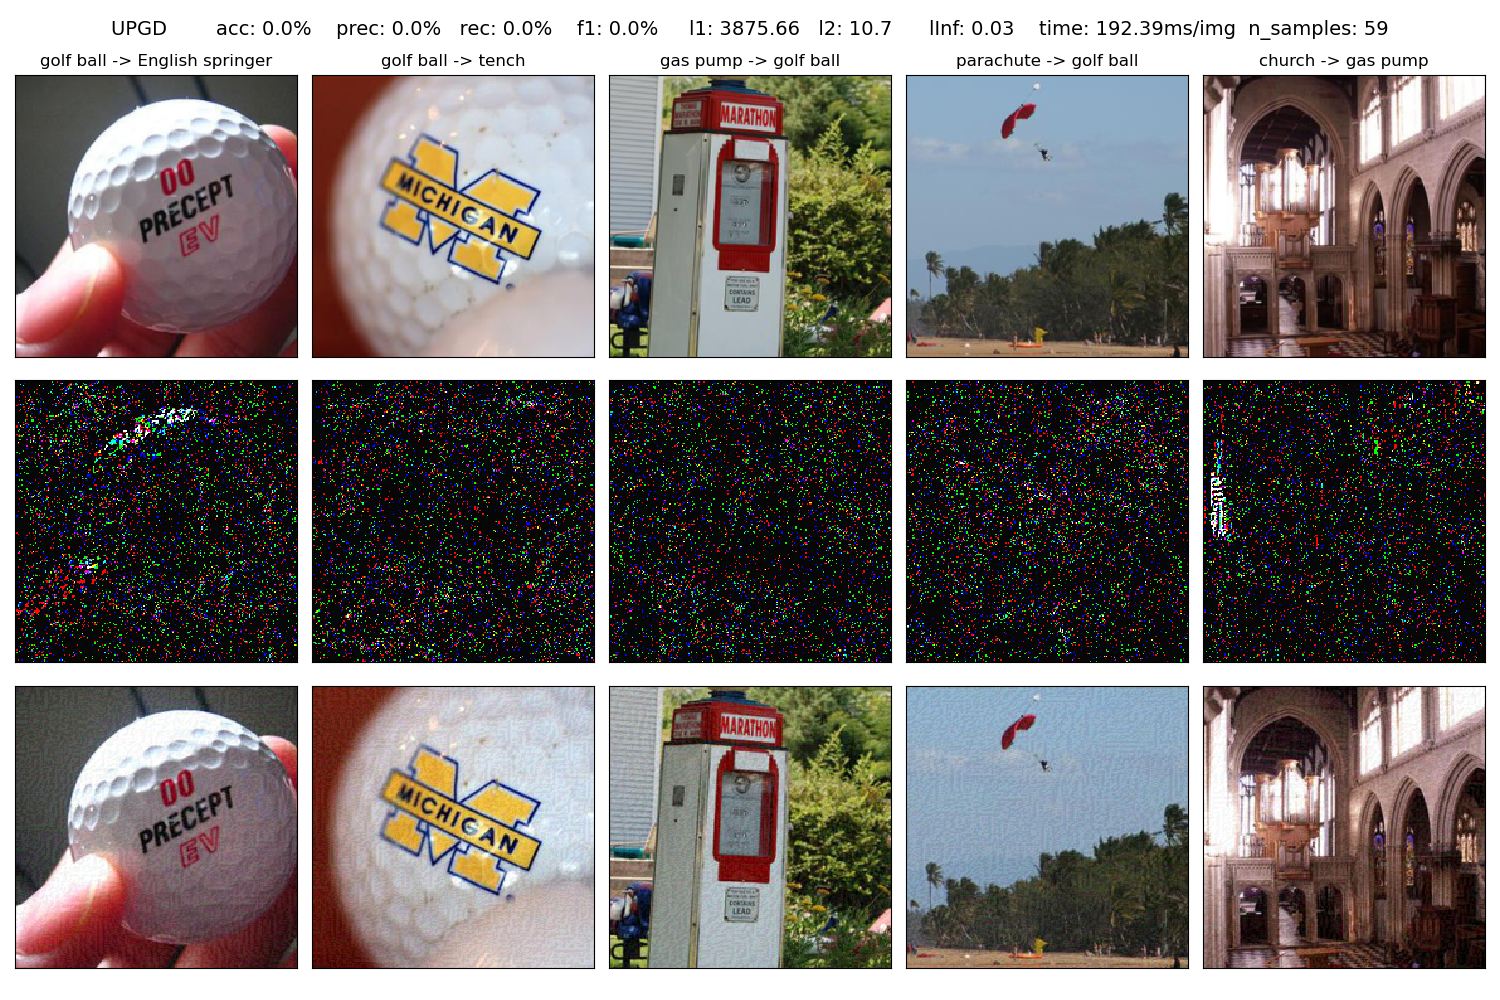 UPGD acc: 0.0% prec: 0.0% rec: 0.0% f1: 0.0% l1: 3875.66 l2: 10.7 lInf: 0.03 time: 192.39ms/img n_samples: 59
golf ball -> English springer
golf ball -> tench
gas pump -> golf ball
parachute -> golf ball
church -> gas pump
00
PRECEPT
EV
MICHIGAN
MARATHON
CONTAINS
LEAD
00
PRECEPT
EV
MICHIGAN
MARATHON
CONTAINS
LEAD